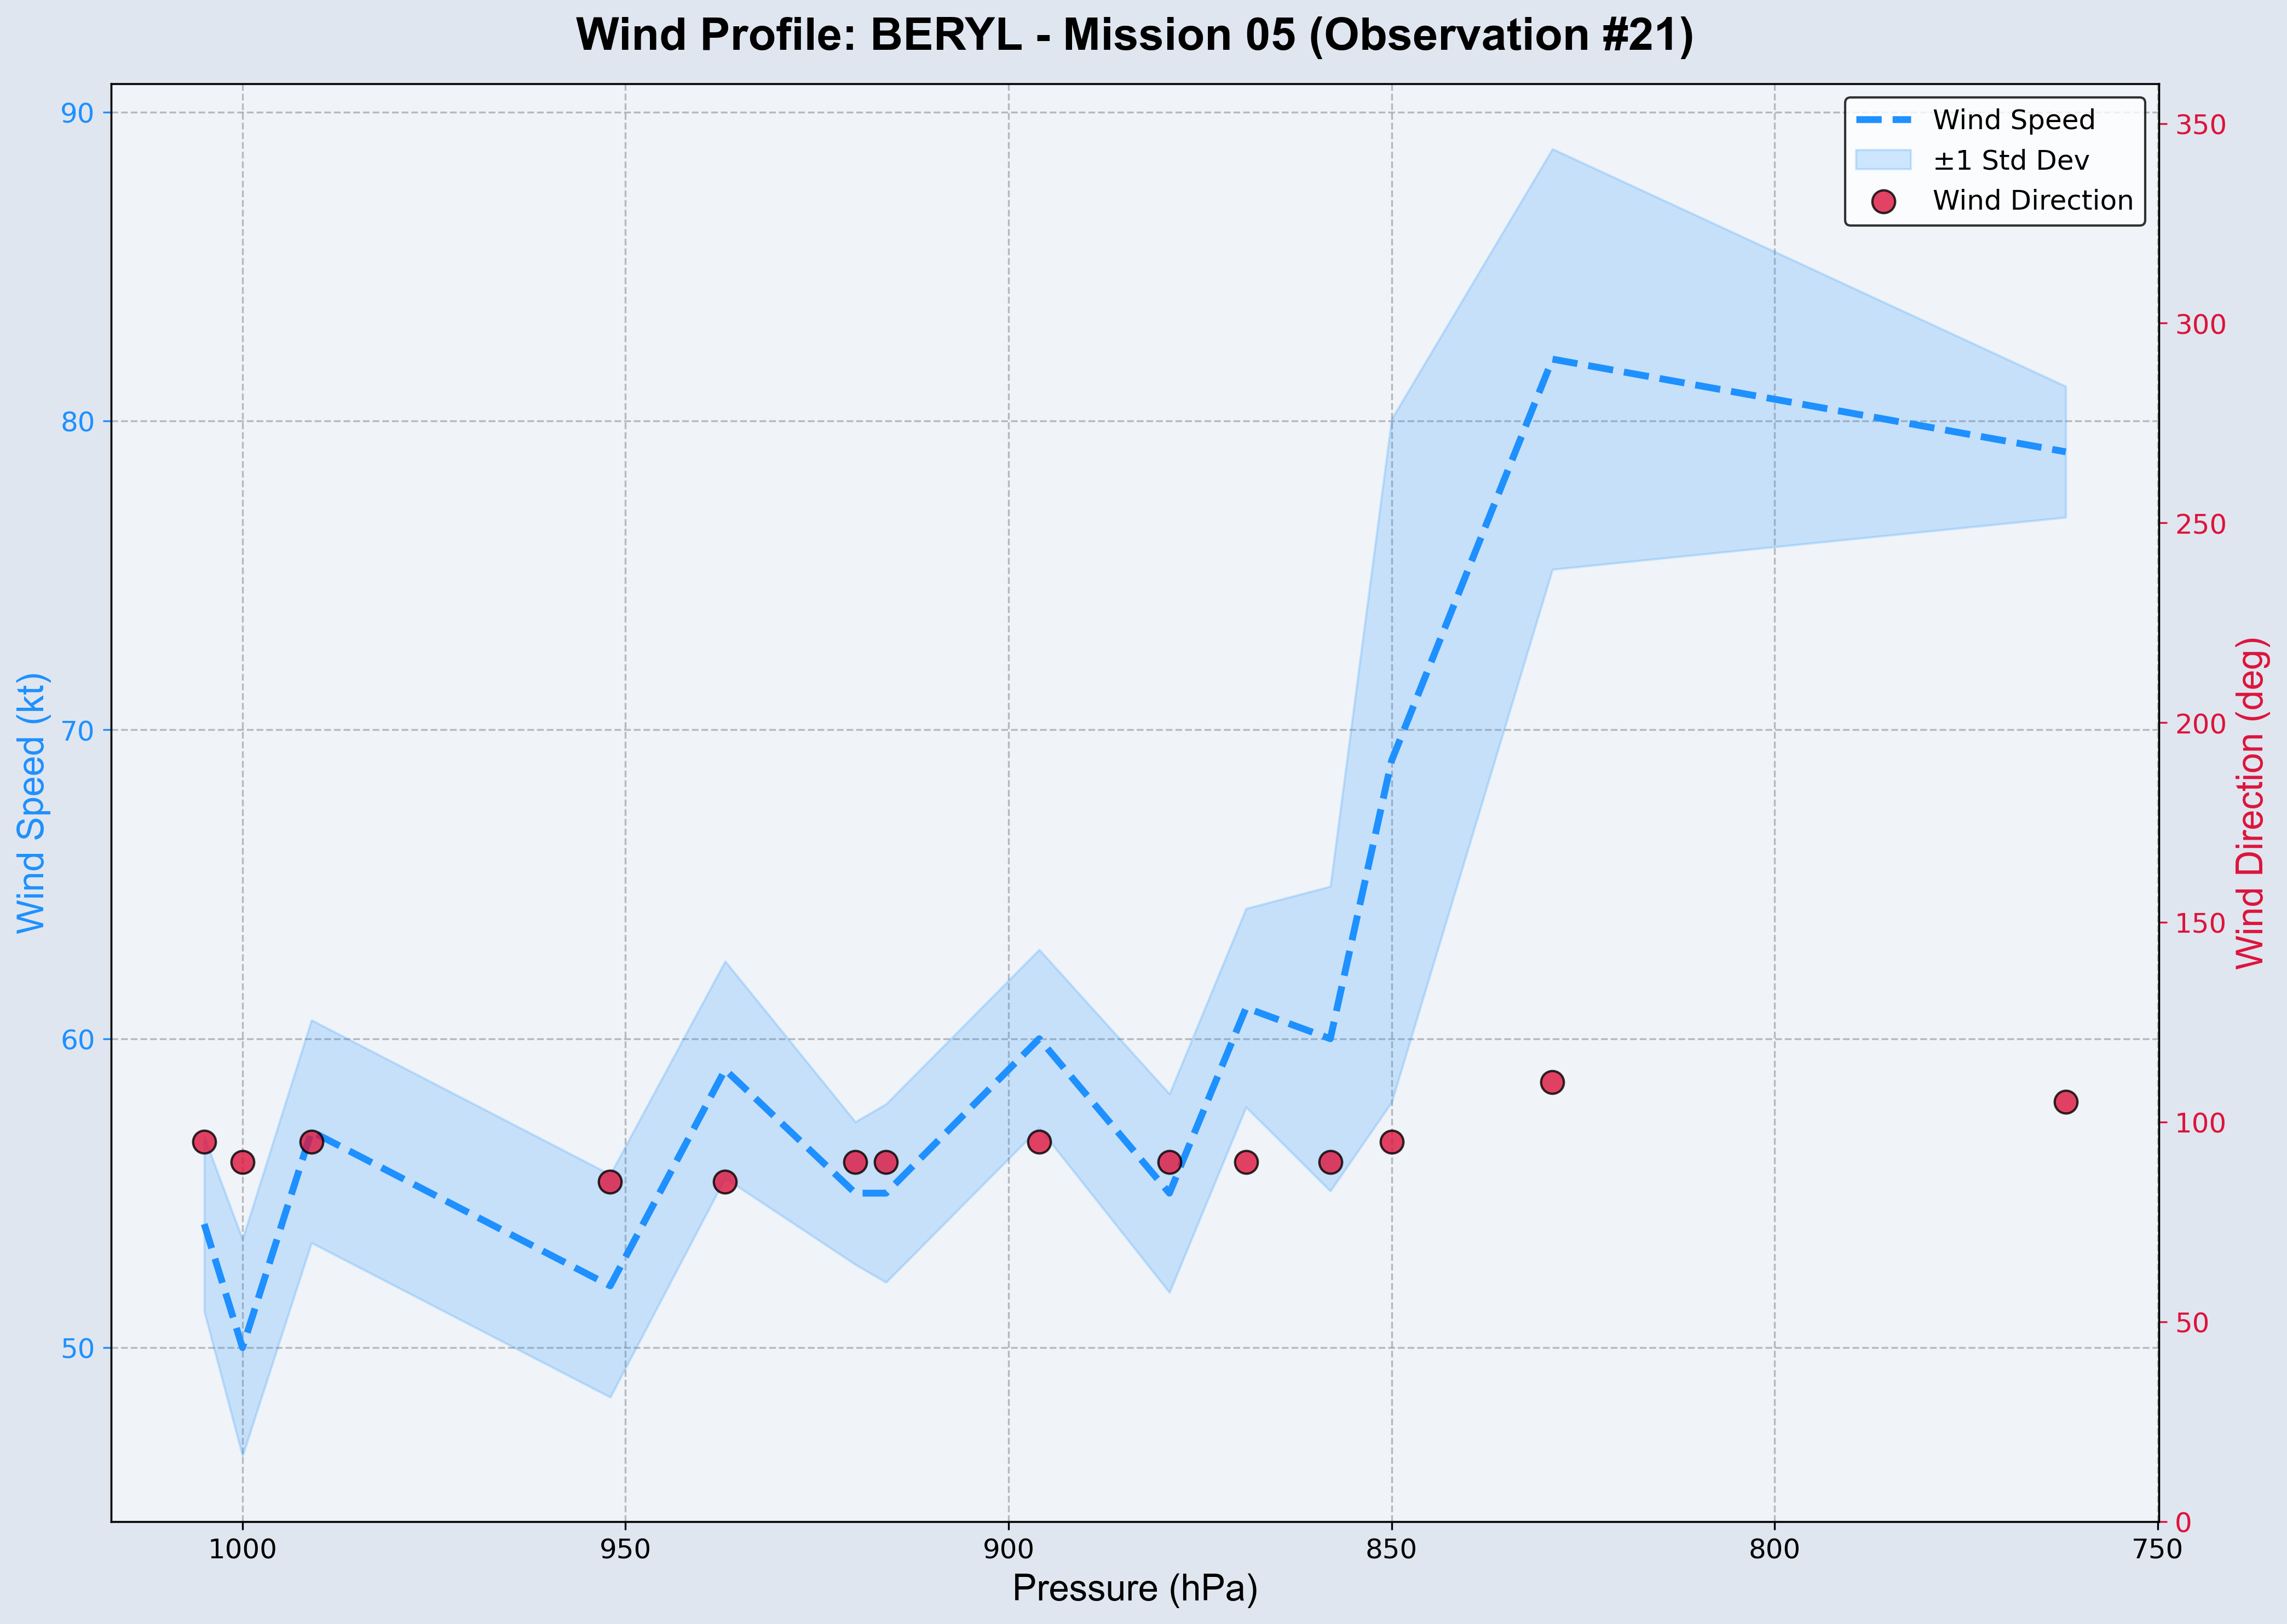 Wind Profile: BERYL - Mission 05 (Observation #21)
Wind Speed
±1 Std Dev
Wind Direction
90
80
70
60
50
Wind Speed (kt)
350
300
250
200
150
100
50
0
Wind Direction (deg)
1000
950
900
850
800
750
Pressure (hPa)